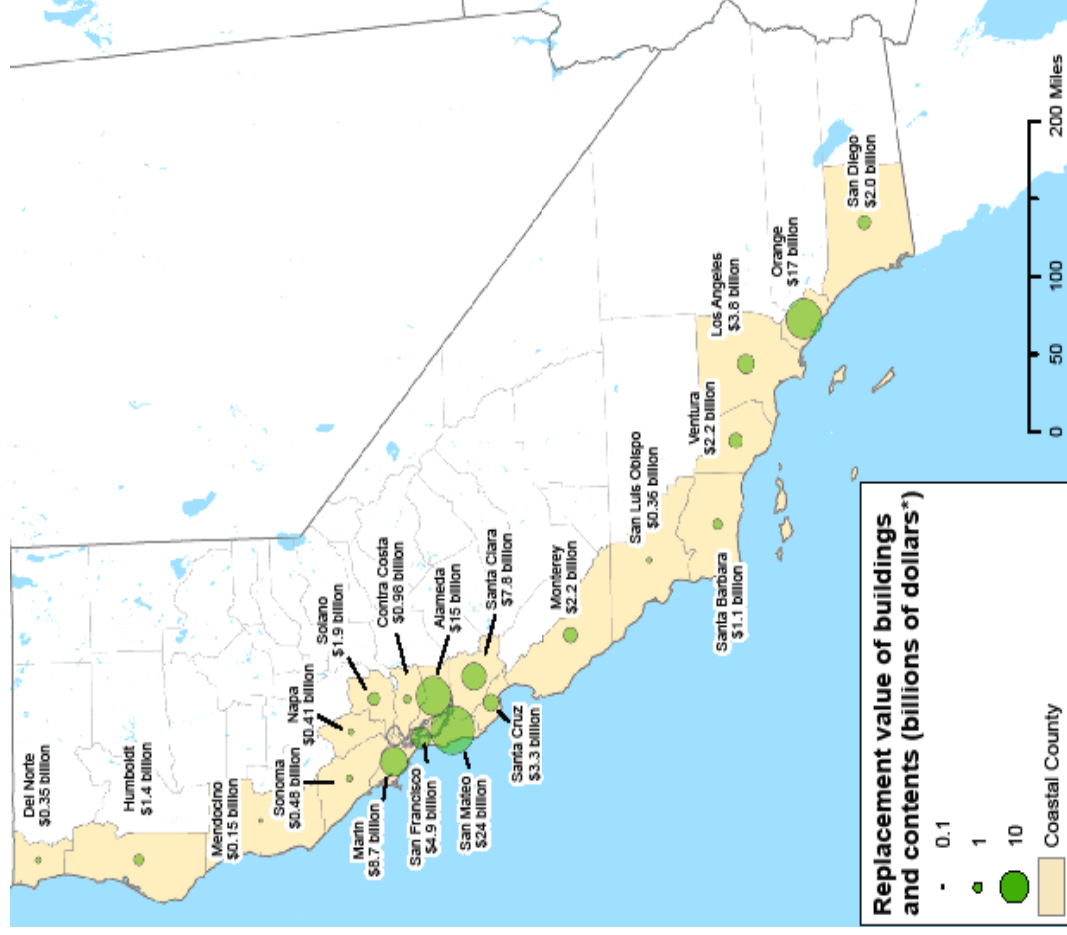 Del Norte
$0.35 billion
Humboldt
$1.4 billion
Mendocino
$0.15 billion
Sonoma
$0.48 billion
Napa
$0.41 billion
Solano
$1.9 billion
Contra Costa
$0.98 billion
Alameda
$15 billion
Santa Clara
$7.8 billion
Marin
$8.7 billion
San Francisco
$4.9 billion
San Mateo
$24 billion
Santa Cruz
$3.3 billion
Monterey
$2.2 billion
San Luis Obispo
$0.36 billion
Santa Barbara
$1.1 billion
Ventura
$2.2 billion
Los Angeles
$3.8 billion
Orange
$17 billion
San Diego
$2.0 billion
Replacement value of buildings
and contents (billions of dollars*)
0.1
1
10
Coastal County
0 50 100 200 Miles